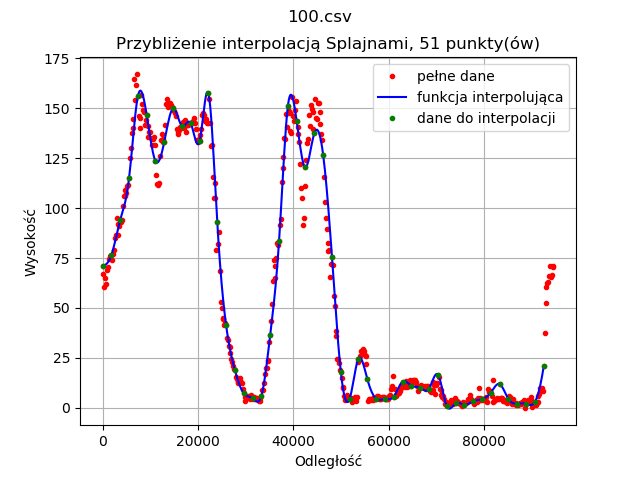 100.csv
Przybliżenie interpolacją Splajnami, 51 punkty(ów)
pełne dane
funkcja interpolująca
dane do interpolacji
175
150
125
100
75
50
25
0
Wysokość
0 20000 40000 60000 80000
Odległość